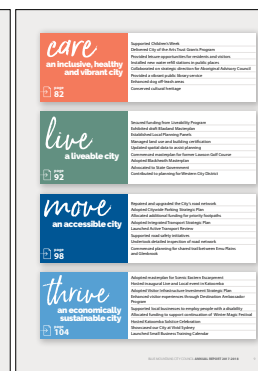 care
an inclusive, healthy
and vibrant city
page
82
Supported Children's Week
Delivered City of the Arts Trust Grants Program
Provided leisure opportunities for residents and visitors
Installed new water refill stations in public places
Collaborated on strategic direction for Aboriginal Advisory Council
Provided a vibrant public library service
Enhanced dog off-leash areas
Conserved cultural heritage
live
a liveable city
page
92
Secured funding from Liveability Program
Exhibited draft Blaxland Masterplan
Established Local Planning Panels
Managed land use and building certification
Updated spatial data to assist planning
Commenced masterplan for former Lawson Golf Course
Adopted Blackheath Masterplan
Advocated to State Government
Contributed to planning for Western City District
move
an accessible city
page
98
Repaired and upgraded the City's road network
Adopted Citywide Parking Strategic Plan
Allocated additional funding for priority footpaths
Adopted Integrated Transport Strategic Plan
Launched Active Transport Review
Supported road safety initiatives
Undertook detailed inspection of road network
Commenced planning for shared trail between Emu Plains
and Glenbrook
thrive
an economically
sustainable city
page
104
Adopted masterplan for Scenic Eastern Escarpment
Hosted inaugural Live and Local event in Katoomba
Adopted Visitor Infrastructure Investment Strategic Plan
Enhanced visitor experiences through Destination Ambassador
Program
Supported local businesses to employ people with a disability
Allocated funding to support continuation of Winter Magic Festival
Hosted Katoomba Solstice Celebration
Showcased our City at Vivid Sydney
Launched Small Business Training Calendar
BLUE MOUNTAINS CITY COUNCIL ANNUAL REPORT 2017-2018